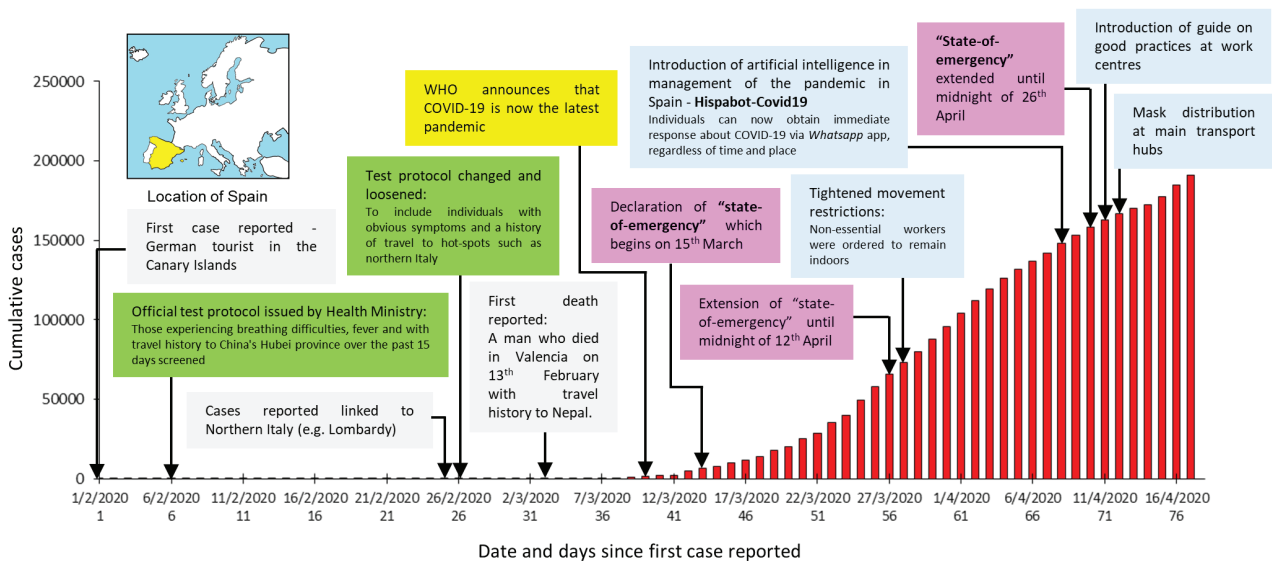 Introduction of guide on
good practices at work
centres
“State-of-
emergency”
extended until
midnight of 26th
April
Introduction of artificial intelligence in
management of the pandemic in
Spain - Hispabot-Covid19
Individuals can now obtain immediate
response about COVID-19 via Whatsapp app,
regardless of time and place
WHO announces that
COVID-19 is now the latest
pandemic
Mask distribution
at main transport
hubs
Location of Spain
Test protocol changed and
loosened:
To include individuals with
obvious symptoms and a history
of travel to hot-spots such as
northern Italy
Declaration of “state-
of-emergency” which
begins on 15th March
Tightened movement
restrictions:
Non-essential workers
were ordered to remain
indoors
First case reported -
German tourist in the
Canary Islands
Official test protocol issued by Health Ministry:
Those experiencing breathing difficulties, fever and with
travel history to China's Hubei province over the past 15
days screened
First death
reported:
A man who died
in Valencia on
13th February
with travel
history to Nepal.
Extension of “state-
of-emergency” until
midnight of 12th April
Cases reported linked to
Northern Italy (e.g. Lombardy)
Cumulative cases
250000
200000
150000
100000
50000
0
1/2/2020 6/2/2020 11/2/2020 16/2/2020 21/2/2020 26/2/2020 2/3/2020 7/3/2020 12/3/2020 17/3/2020 22/3/2020 27/3/2020 1/4/2020 6/4/2020 11/4/2020 16/4/2020
1 6 11 16 21 26 31 36 41 46 51 56 61 66 71 76
Date and days since first case reported